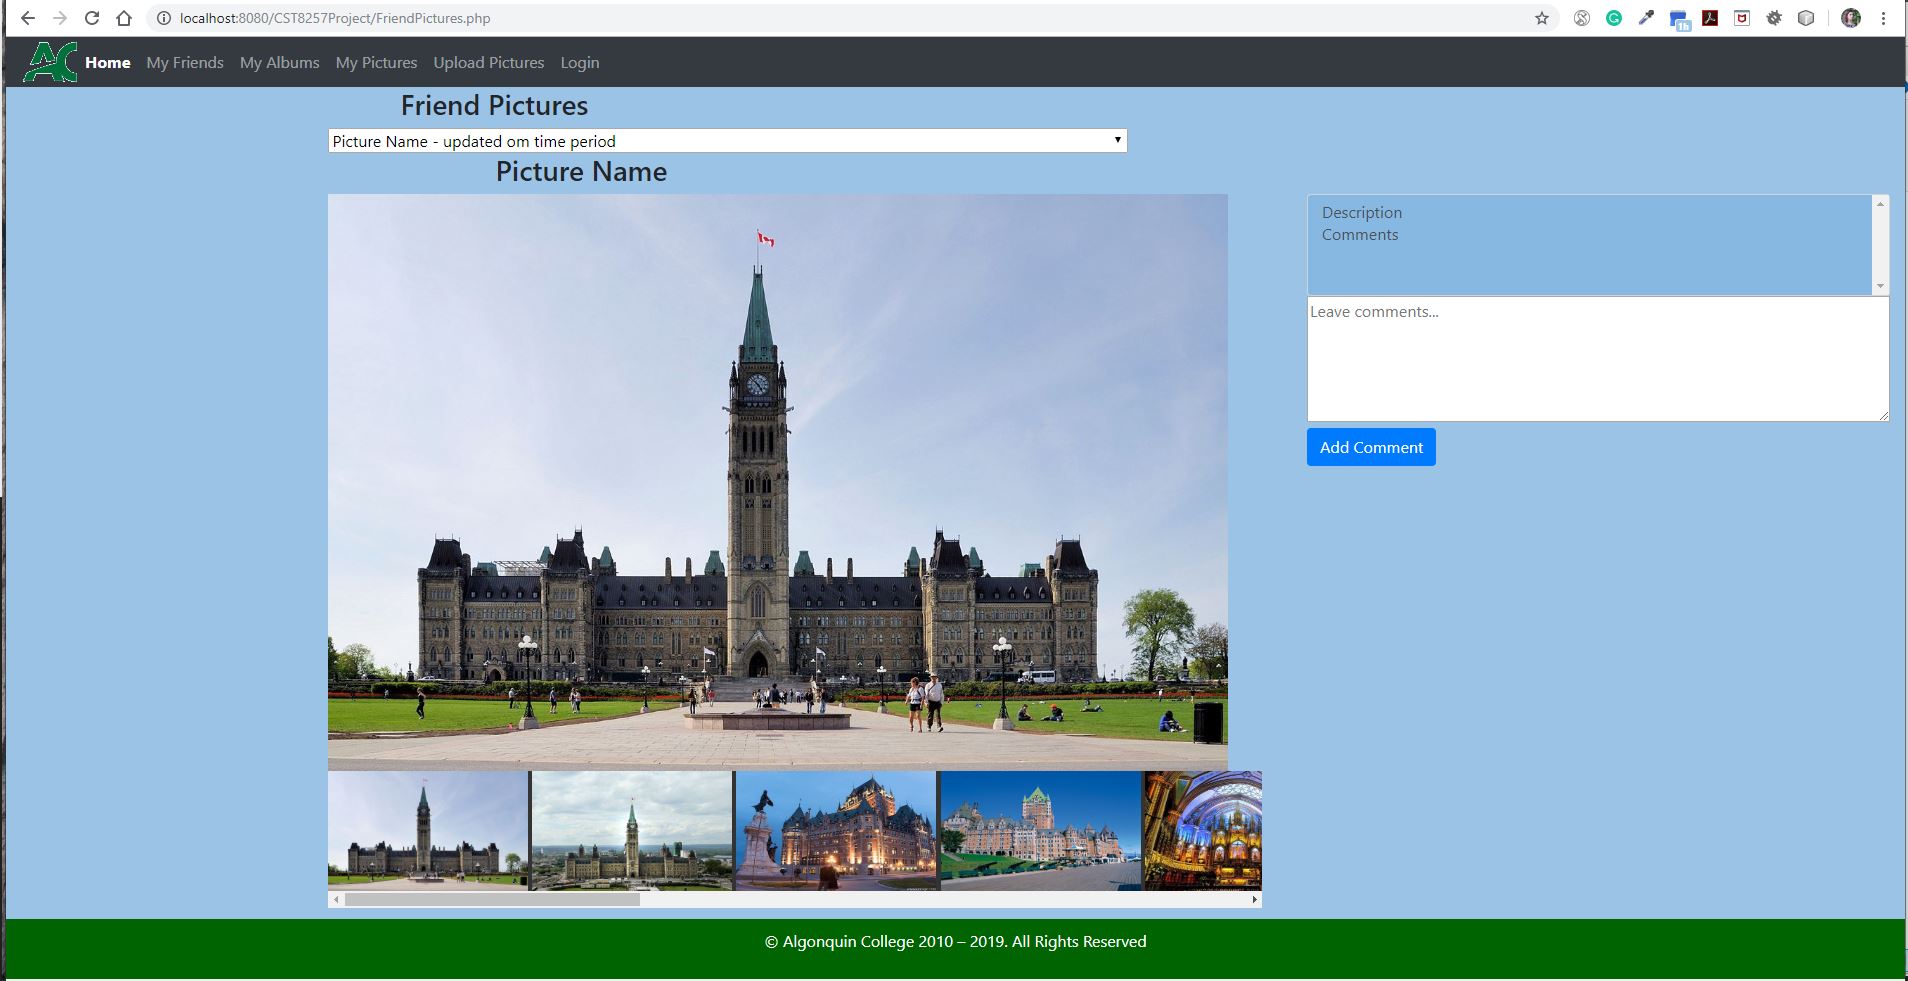 localhost:8080/CST8257Project/FriendPictures.php
1h
AC Home My Friends My Albums My Pictures Upload Pictures Login
Friend Pictures
Picture Name - updated om time period
Picture Name
Description
Comments
Leave comments...
Add Comment
© Algonquin College 2010 – 2019. All Rights Reserved